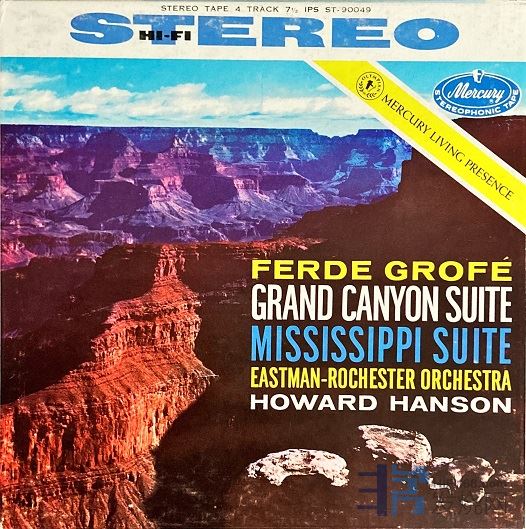 STEREO TAPE 4 TRACK 7½ IPS ST-90049
STEREO
HI-FI
OLYMPIAN
MERCURY LIVING PRESENCE
Mercury
STEREOPHONIC TAPE
FERDE GROFÉ
GRAND CANYON SUITE
MISSISSIPPI SUITE
EASTMAN-ROCHESTER ORCHESTRA
HOWARD HANSON